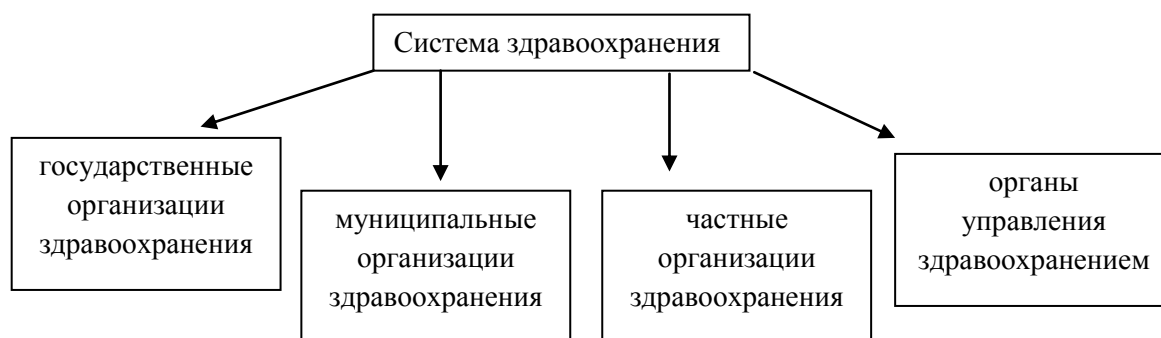 Система здравоохранения
государственные
организации
здравоохранения
муниципальные
организации
здравоохранения
частные
организации
здравоохранения
органы
управления
здравоохранением